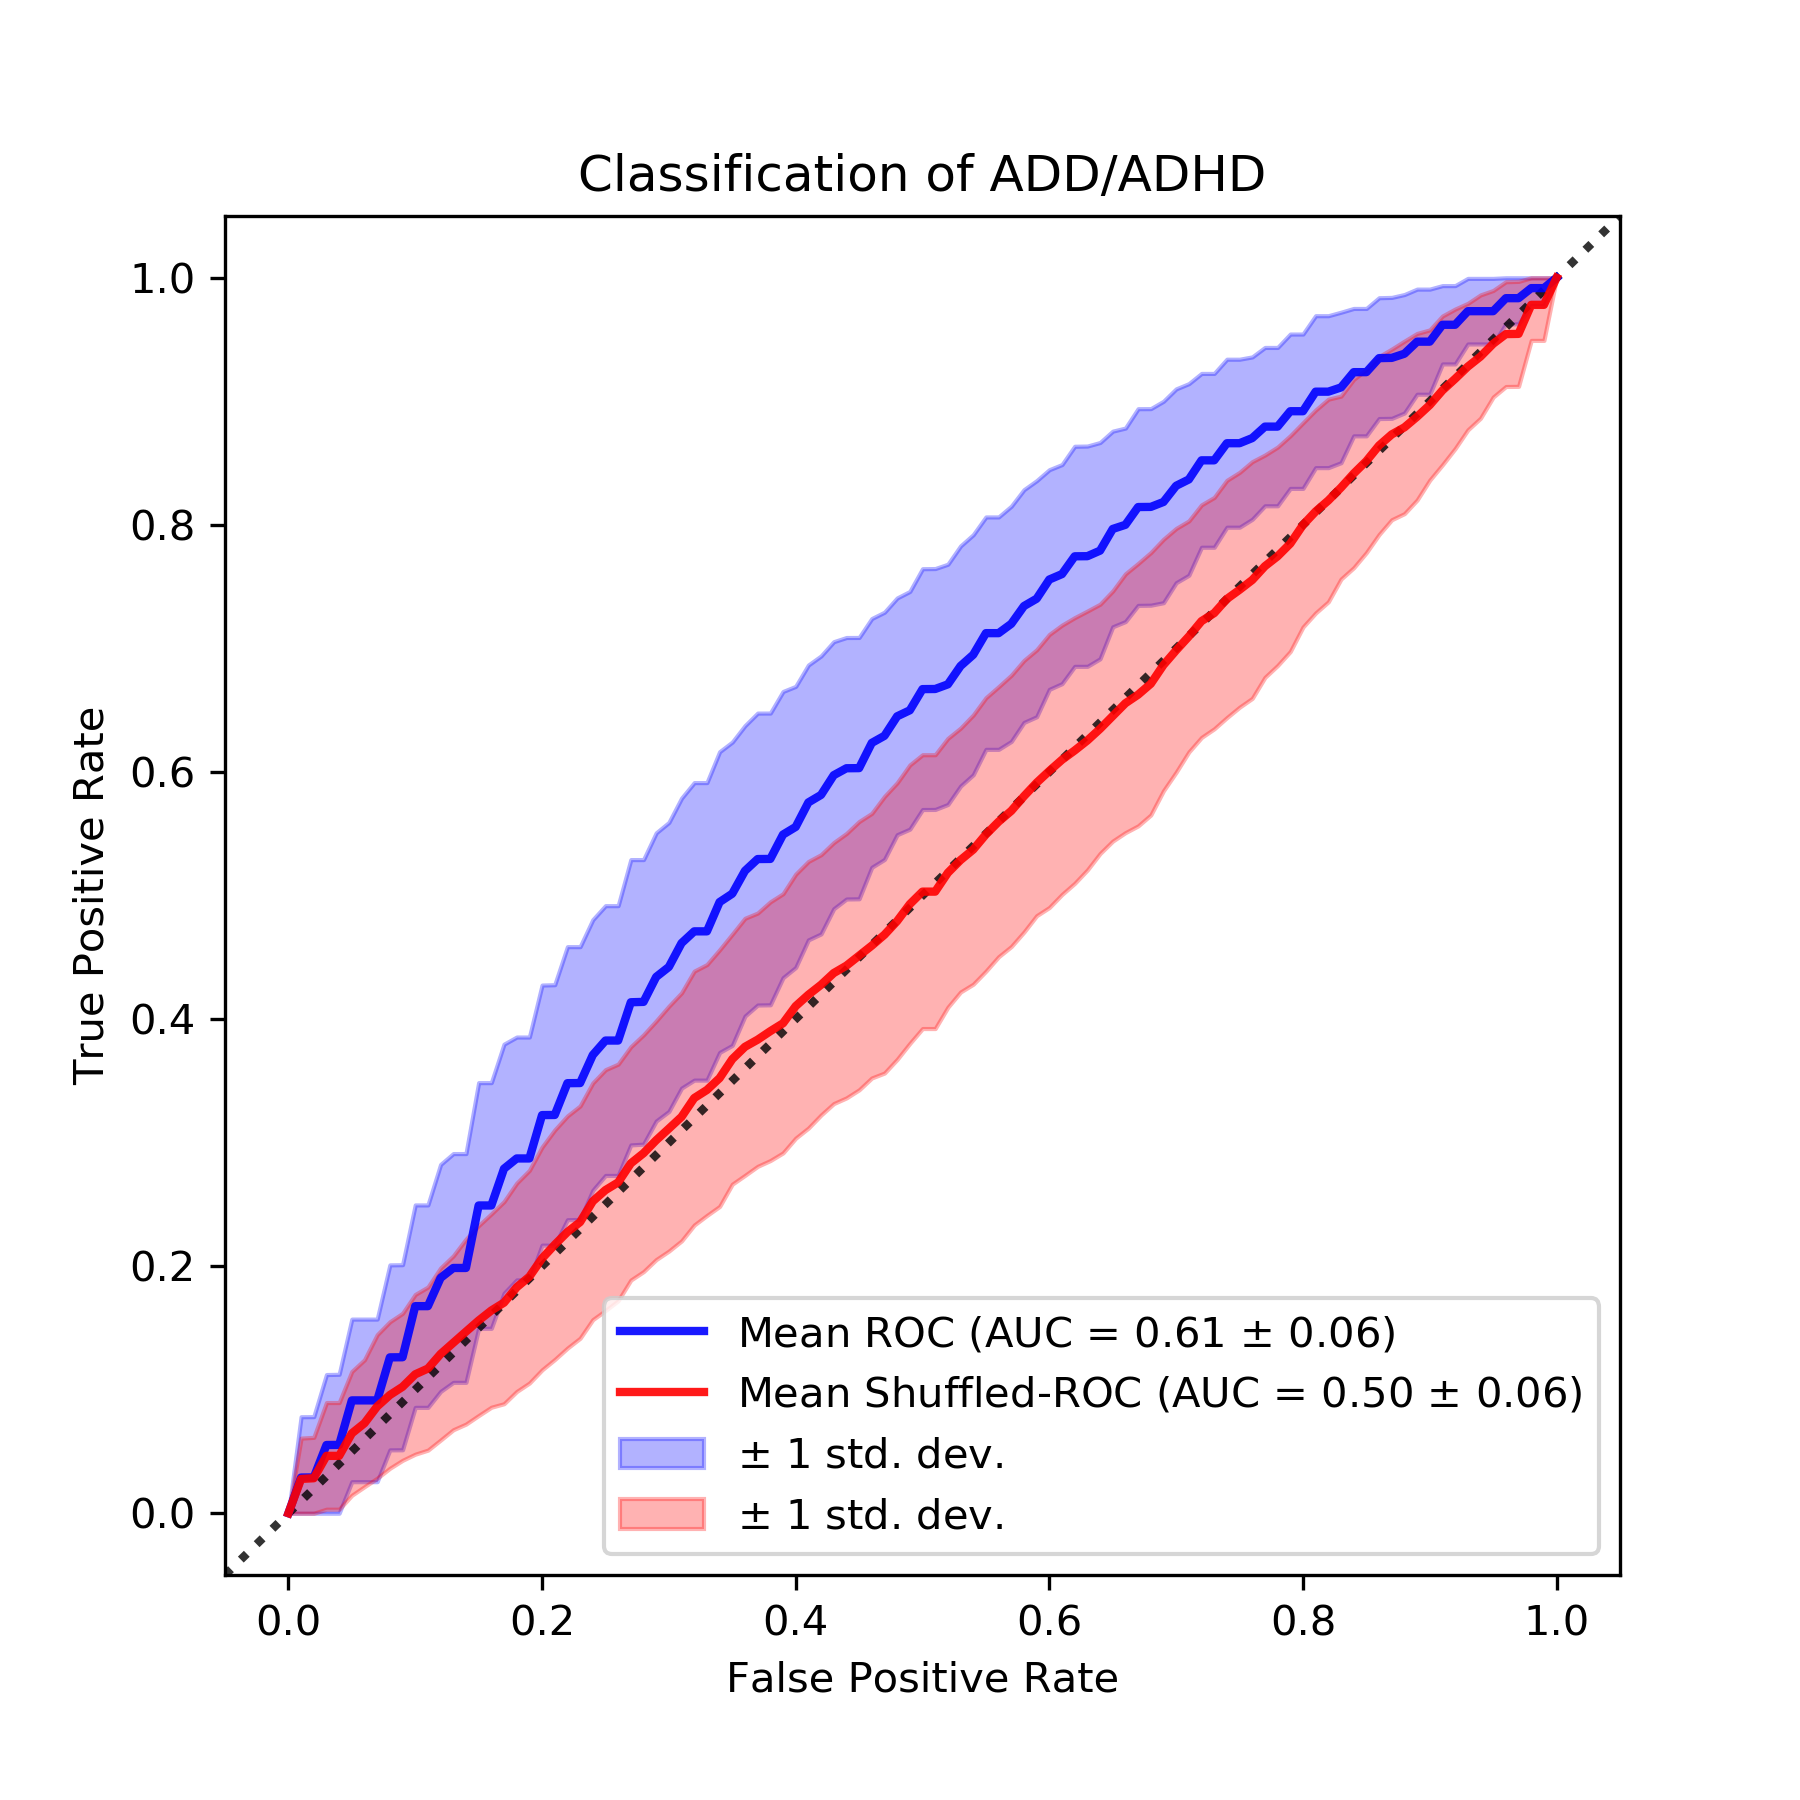 Classification of ADD/ADHD
1.0
0.8
0.6
0.4
0.2
0.0
True Positive Rate
Mean ROC (AUC = 0.61 ± 0.06)
Mean Shuffled-ROC (AUC = 0.50 ± 0.06)
± 1 std. dev.
± 1 std. dev.
0.0 0.2 0.4 0.6 0.8 1.0
False Positive Rate